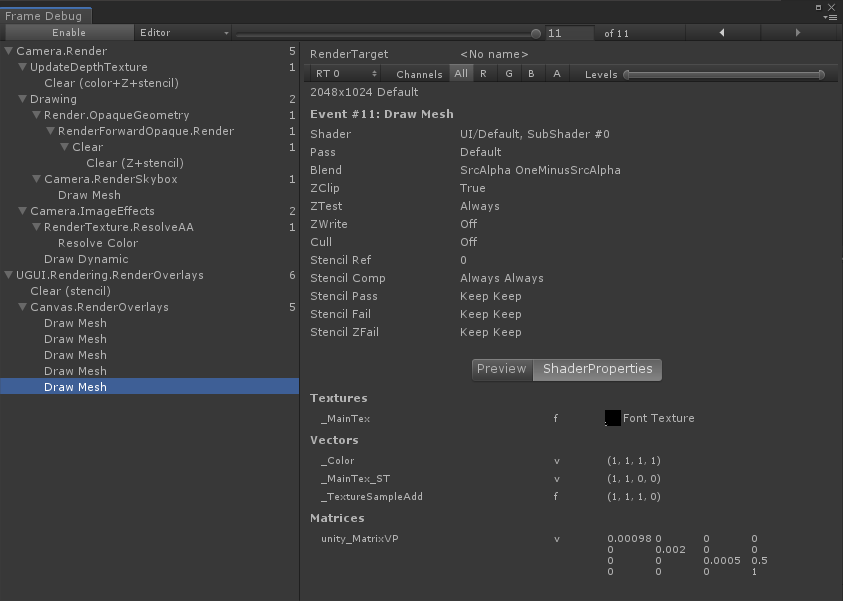 Frame Debug
Enable Editor 11 of 11
Camera.Render 5
UpdateDepthTexture 1
Clear (color+Z+stencil)
Drawing 2
Render.OpaqueGeometry 1
RenderForwardOpaque.Render 1
Clear 1
Clear (Z+stencil)
Camera.RenderSkybox 1
Draw Mesh
Camera.ImageEffects 2
RenderTexture.ResolveAA 1
Resolve Color
Draw Dynamic
UGUI.Rendering.RenderOverlays 6
Clear (stencil)
Canvas.RenderOverlays 5
Draw Mesh
Draw Mesh
Draw Mesh
Draw Mesh
Draw Mesh
RenderTarget <No name>
RT 0 Channels All R G B A Levels
2048x1024 Default
Event #11: Draw Mesh
Shader UI/Default, SubShader #0
Pass Default
Blend SrcAlpha OneMinusSrcAlpha
ZClip True
ZTest Always
ZWrite Off
Cull Off
Stencil Ref 0
Stencil Comp Always Always
Stencil Pass Keep Keep
Stencil Fail Keep Keep
Stencil ZFail Keep Keep
Preview ShaderProperties
Textures
_MainTex f Font Texture
Vectors
_Color v (1, 1, 1, 1)
_MainTex_ST v (1, 1, 0, 0)
_TextureSampleAdd f (1, 1, 1, 0)
Matrices
unity_MatrixVP v 0.00098 0 0 0
0 0.002 0 0
0 0 0.0005 0.5
0 0 0 1